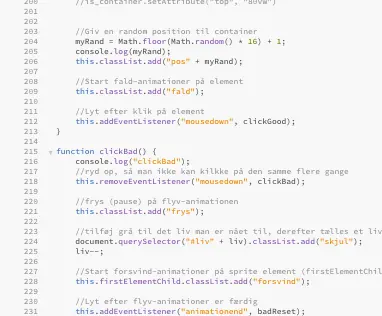 200 //is_container.setAttribute("top", "80vw")
201
202
203 //Giv en random position til container
204 myRand = Math.floor(Math.random() * 16) + 1;
205 console.log(myRand);
206 this.classList.add("pos" + myRand);
207
208 //Start fald-animationer på element
209 this.classList.add("fald");
210
211 //Lyt efter klik på element
212 this.addEventListener("mousedown", clickGood);
213 }
214
215 function clickBad() {
216 console.log("clickBad");
217 //ryd op, så man ikke kan kilkke på den samme flere gange
218 this.removeEventListener("mousedown", clickBad);
219
220 //frys (pause) på flyv-animationen
221 this.classList.add("frys");
222
223 //tilføj grå til det liv man er nået til, derefter tælles et liv
224 document.querySelector("#liv" + liv).classList.add("skjul");
225 liv--;
226
227 //Start forsvind-animationer på sprite element (firstElementChil
228 this.firstElementChild.classList.add("forsvind");
229
230 //Lyt efter flyv-animationer er færdig
231 this.addEventListener("animationend", badReset);